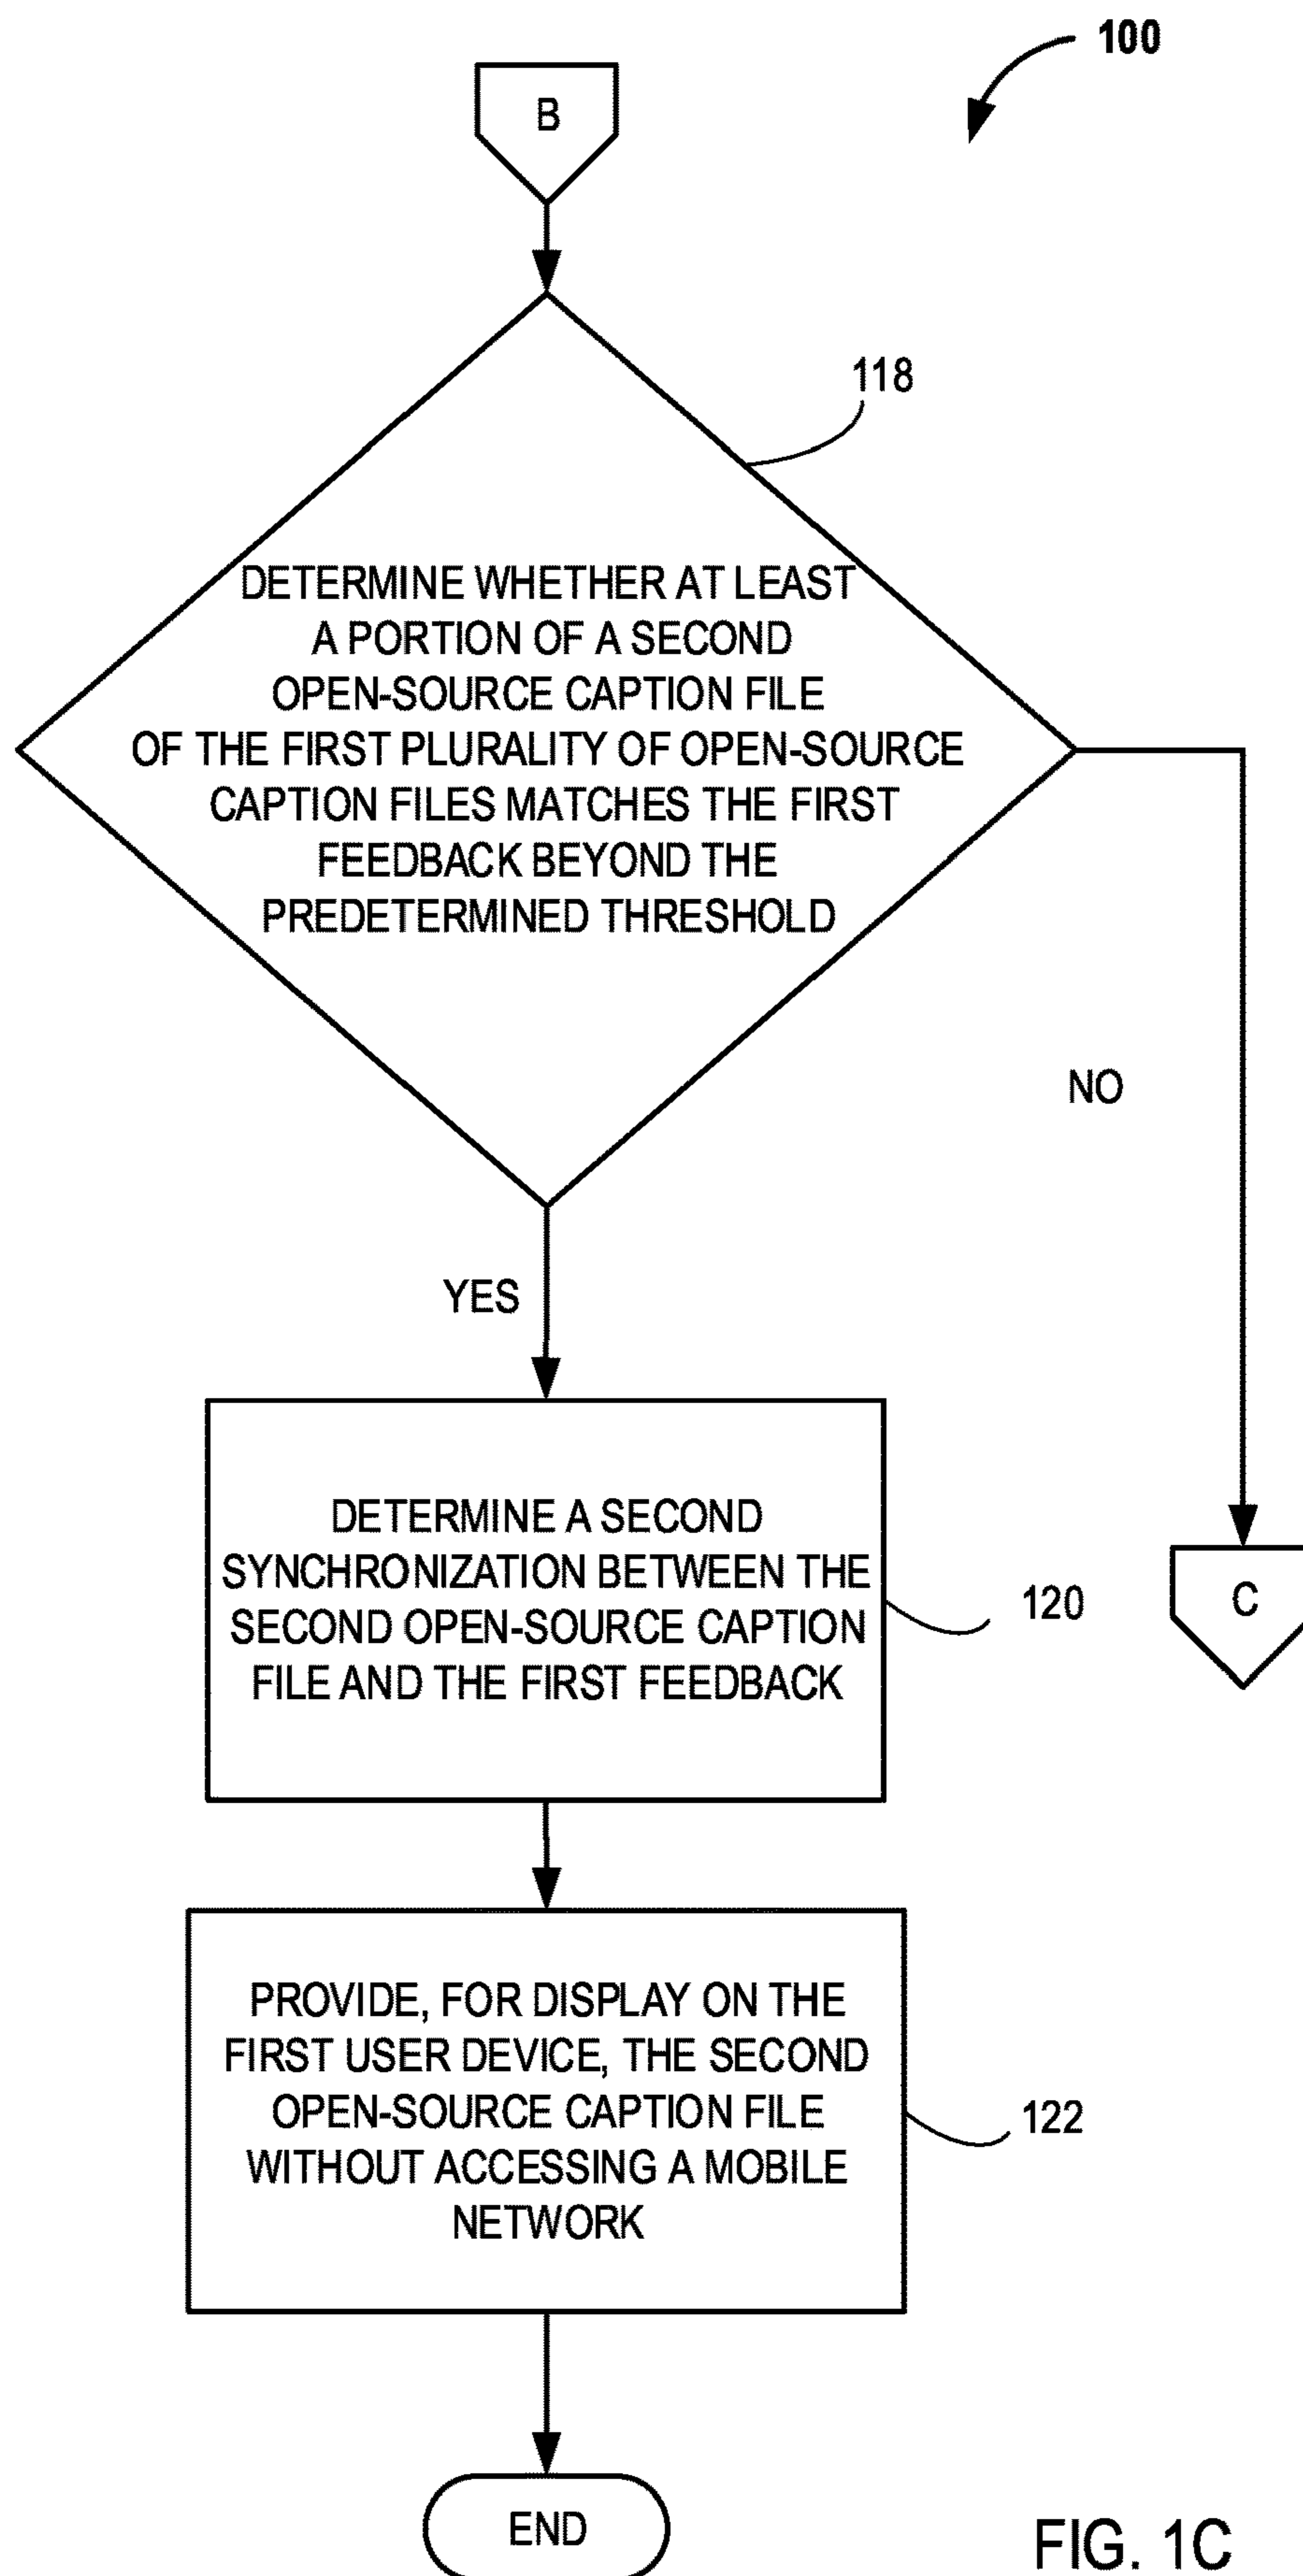 100
B
118
DETERMINE WHETHER AT LEAST
A PORTION OF A SECOND
OPEN-SOURCE CAPTION FILE
OF THE FIRST PLURALITY OF OPEN-SOURCE
CAPTION FILES MATCHES THE FIRST
FEEDBACK BEYOND THE
PREDETERMINED THRESHOLD
NO
YES
DETERMINE A SECOND
SYNCHRONIZATION BETWEEN THE
SECOND OPEN-SOURCE CAPTION
FILE AND THE FIRST FEEDBACK
120
C
PROVIDE, FOR DISPLAY ON THE
FIRST USER DEVICE, THE SECOND
OPEN-SOURCE CAPTION FILE
WITHOUT ACCESSING A MOBILE
NETWORK
122
END
FIG. 1C